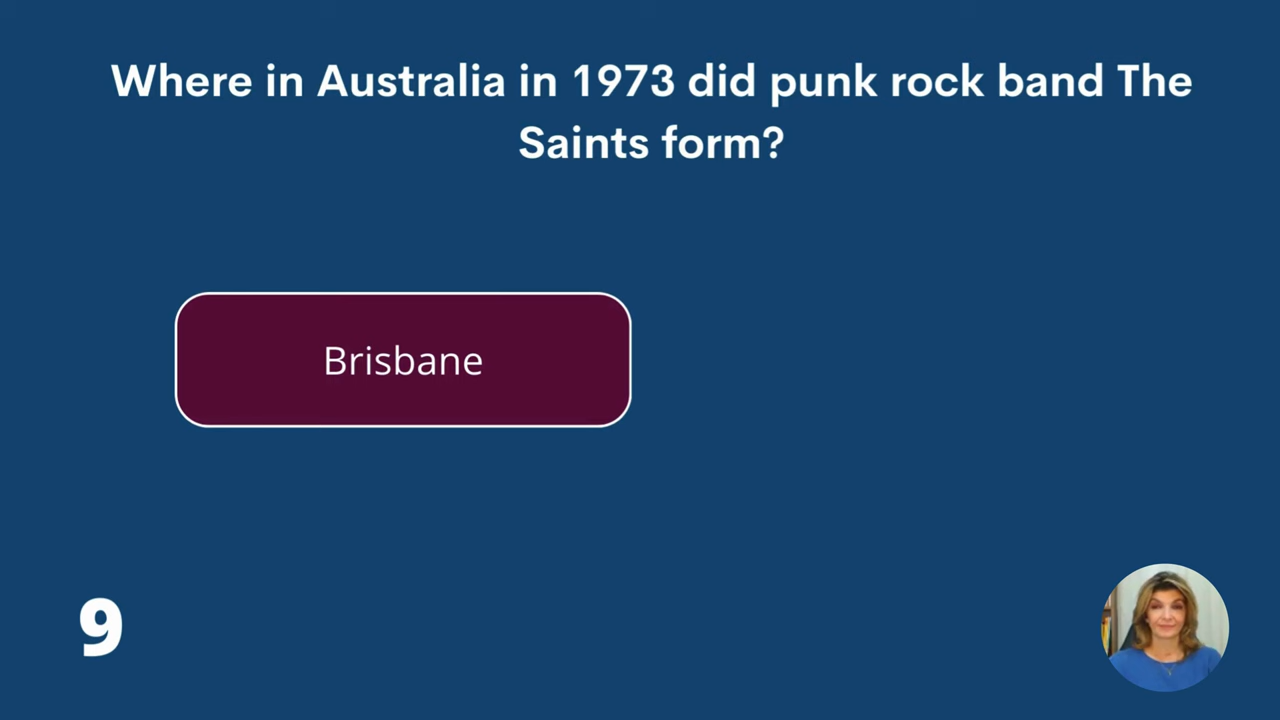 Where in Australia in 1973 did punk rock band The
Saints form?
Brisbane
9